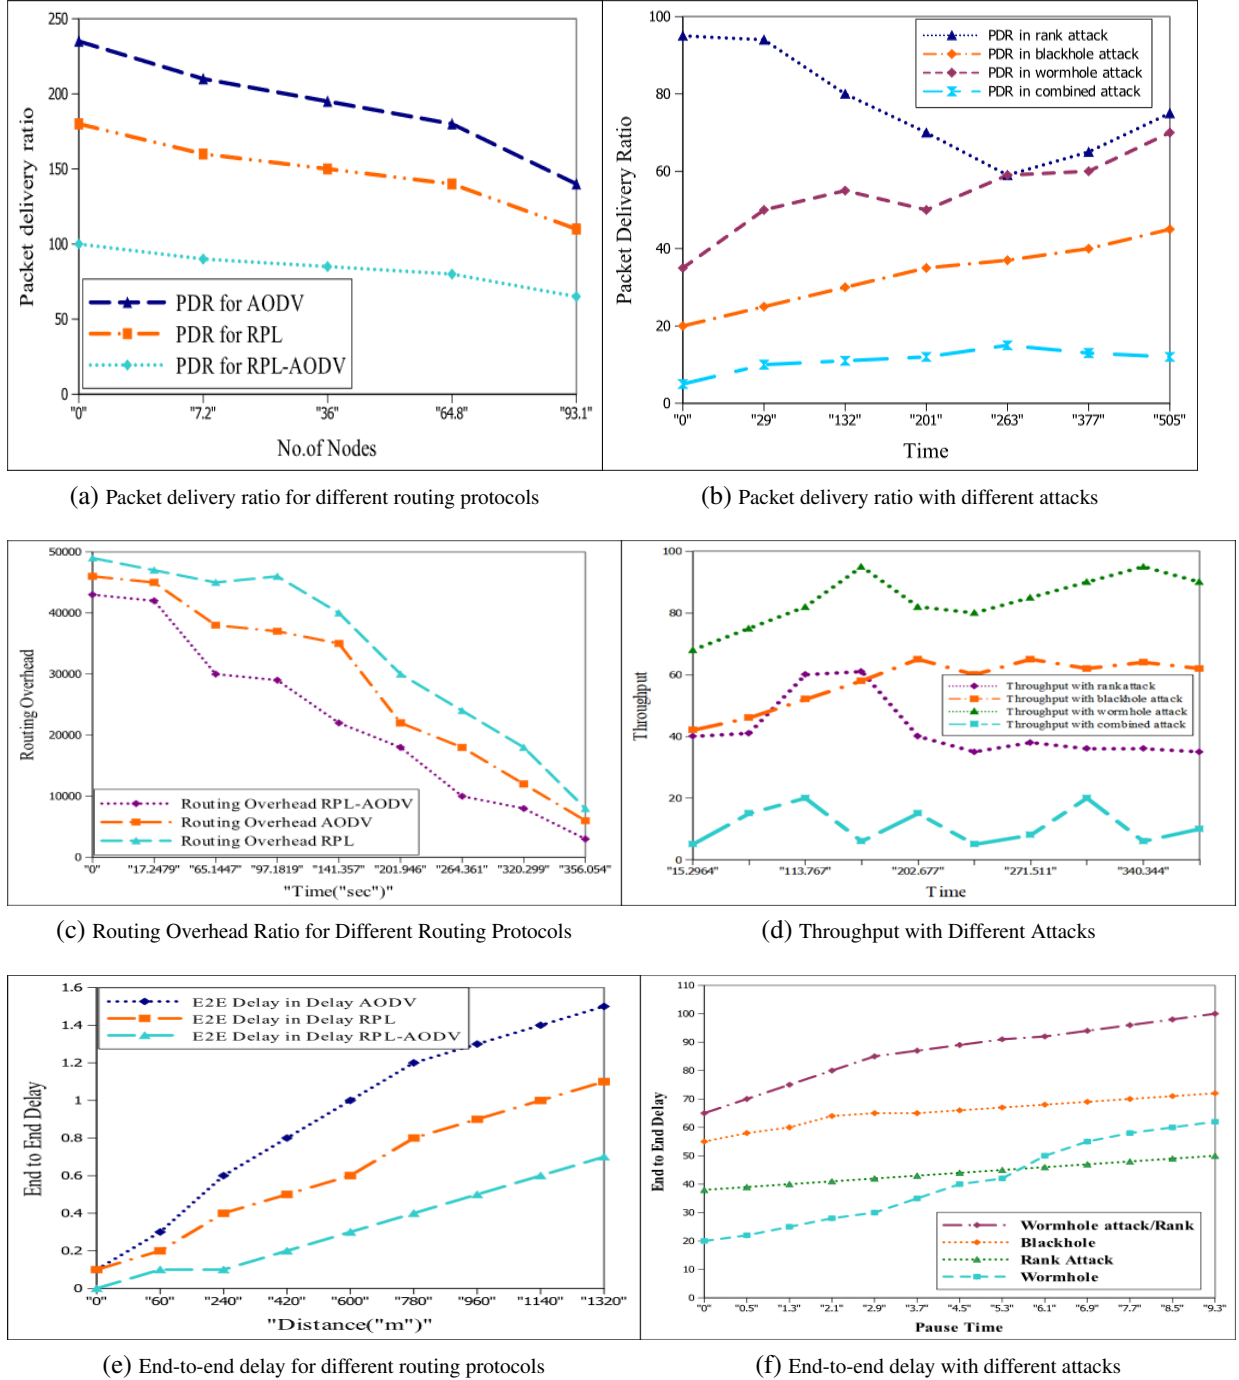 250
200
150
100
50
0
Packet delivery ratio
PDR for AODV
PDR for RPL
PDR for RPL-AODV
"0" "7.2" "36" "64.8" "93.1"
No.of Nodes
100
80
60
40
20
0
Packet Delivery Ratio
PDR in rank attack
PDR in blackhole attack
PDR in wormhole attack
PDR in combined attack
"0" "29" "132" "201" "263" "377" "505"
Time
(a) Packet delivery ratio for different routing protocols
(b) Packet delivery ratio with different attacks
50000
40000
30000
20000
10000
0
Routing Overhead
Routing Overhead RPL-AODV
Routing Overhead AODV
Routing Overhead RPL
"0" "17.2479" "65.1447" "97.1819" "141.357" "201.946" "264.361" "320.299" "356.054"
"Time("sec")"
100
80
60
40
20
0
Throughput
Throughput with rank attack
Throughput with blackhole attack
Throughput with wormhole attack
Throughput with combined attack
"15.2964" "113.767" "202.677" "271.511" "340.344"
Time
(c) Routing Overhead Ratio for Different Routing Protocols
(d) Throughput with Different Attacks
1.6
1.4
1.2
1
0.8
0.6
0.4
0.2
0
End to End Delay
E2E Delay in Delay AODV
E2E Delay in Delay RPL
E2E Delay in Delay RPL-AODV
"0" "60" "240" "420" "600" "780" "960" "1140" "1320"
"Distance("m")"
110
100
90
80
70
60
50
40
30
20
10
0
End to End Delay
Wormhole attack/Rank
Blackhole
Rank Attack
Wormhole
"0" "0.5" "1.3" "2.1" "2.9" "3.7" "4.5" "5.3" "6.1" "6.9" "7.7" "8.5" "9.3"
Pause Time
(e) End-to-end delay for different routing protocols
(f) End-to-end delay with different attacks